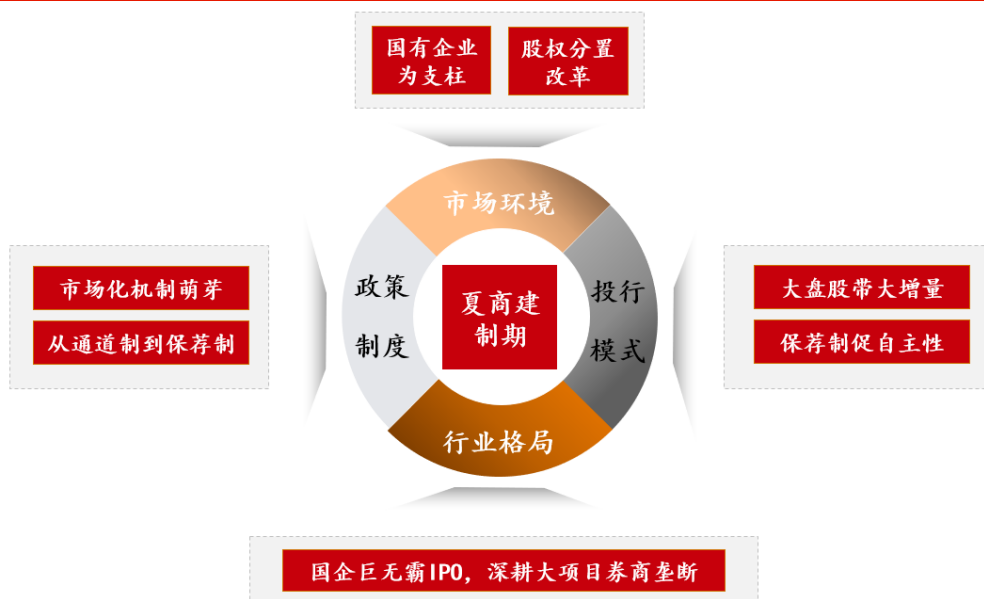 国有企业
为支柱
股权分置
改革
市场环境
政策
制度
夏商建
制期
投行
模式
行业格局
市场化机制萌芽
从通道制到保荐制
大盘股带大增量
保荐制促自主性
国企巨无霸IPO，深耕大项目券商垄断